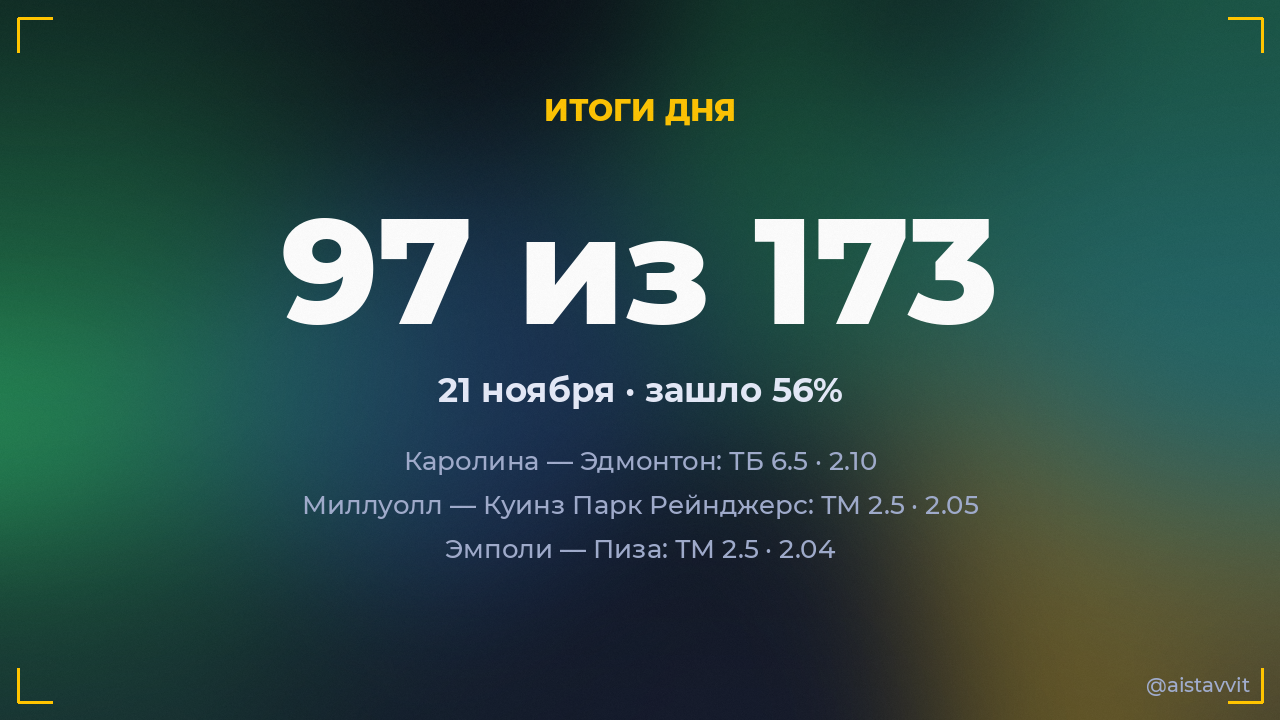 ИТОГИ ДНЯ
97 из 173
21 ноября · зашло 56%
Каролина — Эдмонтон: ТБ 6.5 · 2.10
Миллуолл — Куинз Парк Рейнджерс: ТМ 2.5 · 2.05
Эмполи — Пиза: ТМ 2.5 · 2.04
@aistavvit